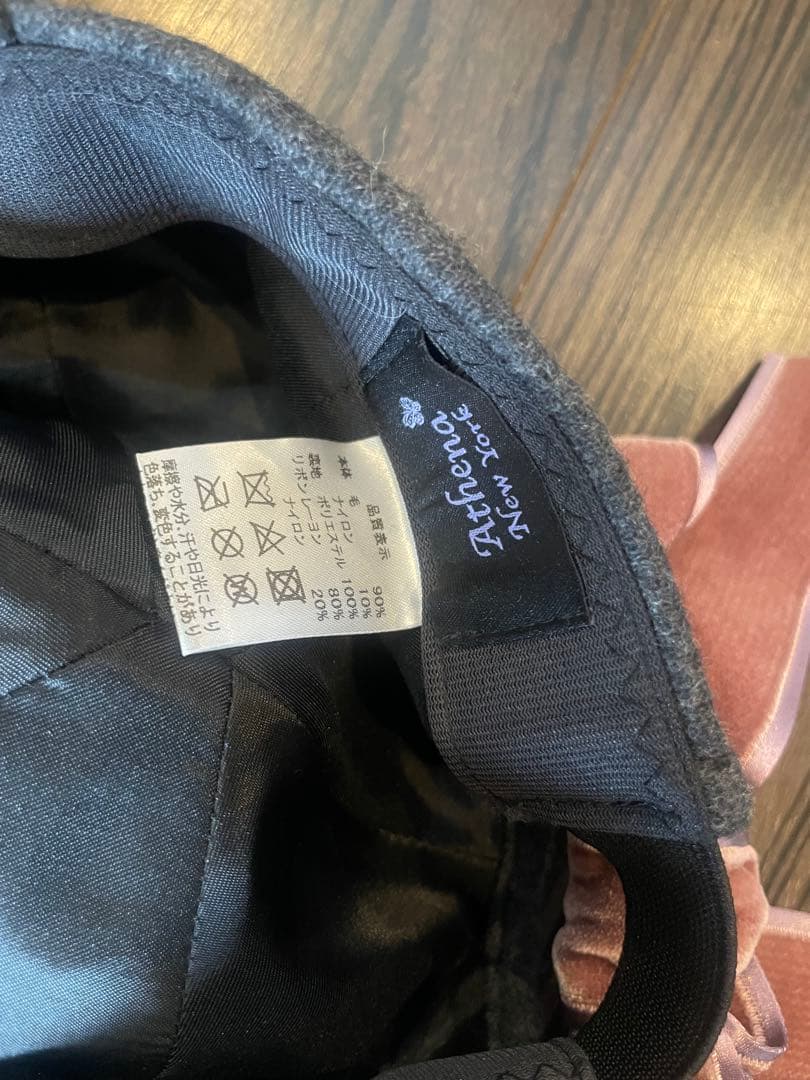 Athena
New York
品質表示
本体 毛 90%
ナイロン 10%
裏地 ポリエステル 100%
リボン レーヨン 80%
ナイロン 20%
摩擦や水分、汗や日光により
色落ち、変色することがあり